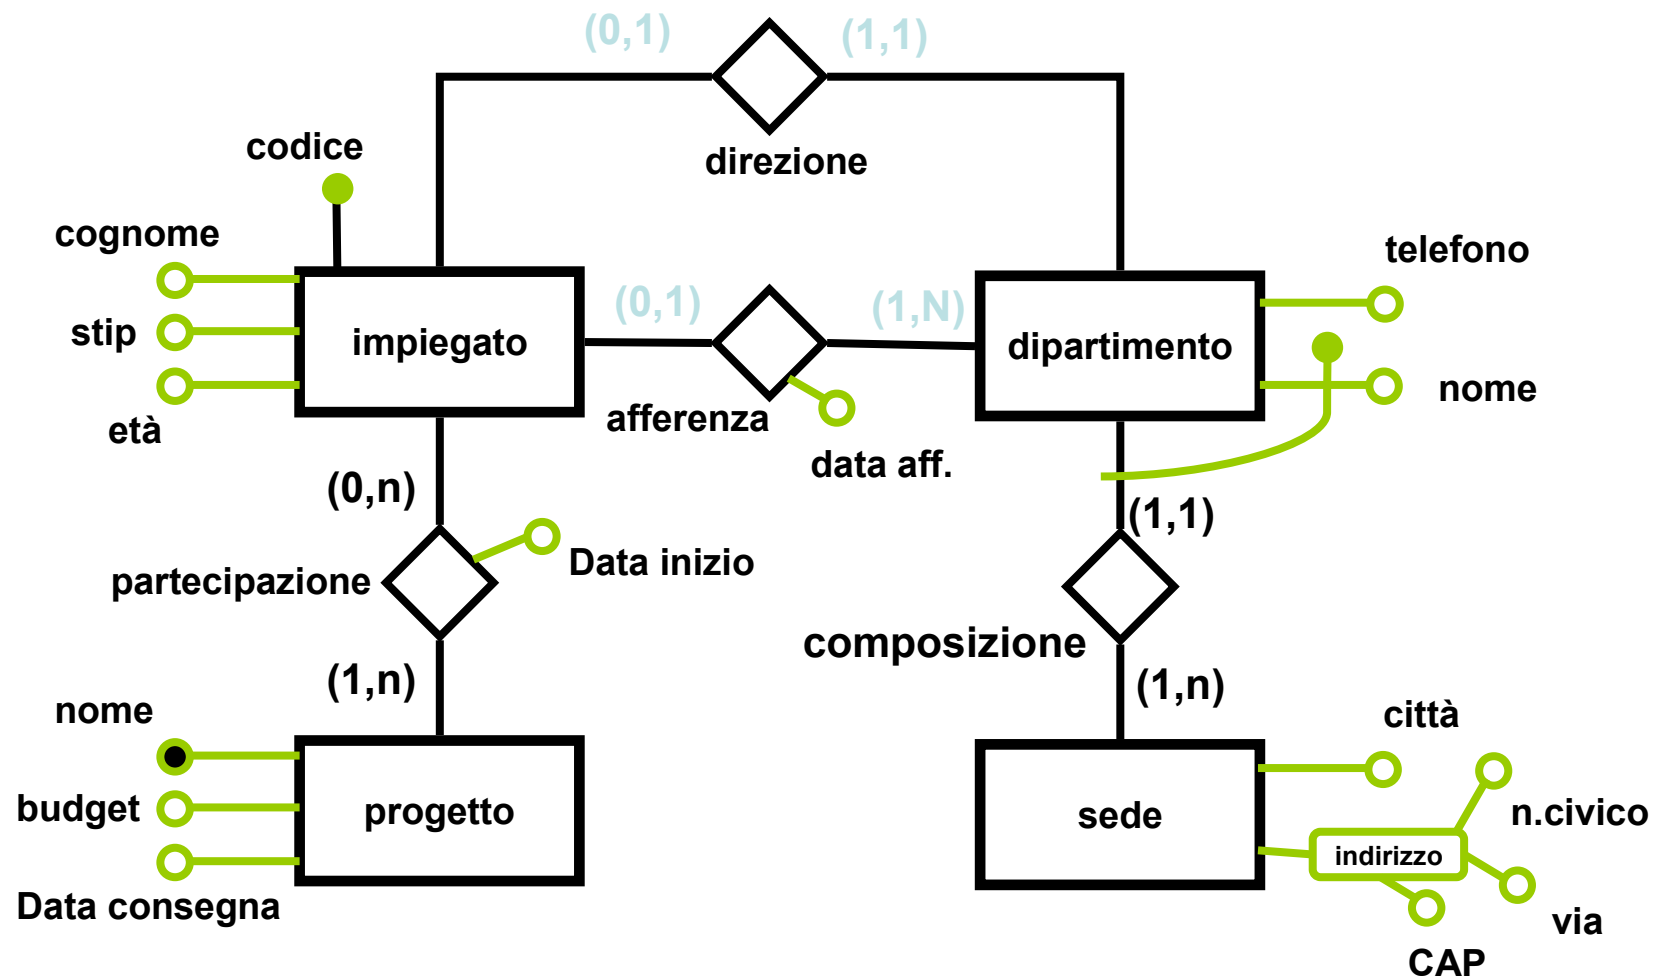 (0,1)
(1,1)
direzione
codice
cognome
stip
età
impiegato
(0,1)
(1,N)
afferenza
data aff.
dipartimento
telefono
nome
(0,n)
partecipazione
Data inizio
(1,n)
(1,1)
composizione
(1,n)
nome
budget
Data consegna
progetto
sede
città
n.civico
indirizzo
via
CAP